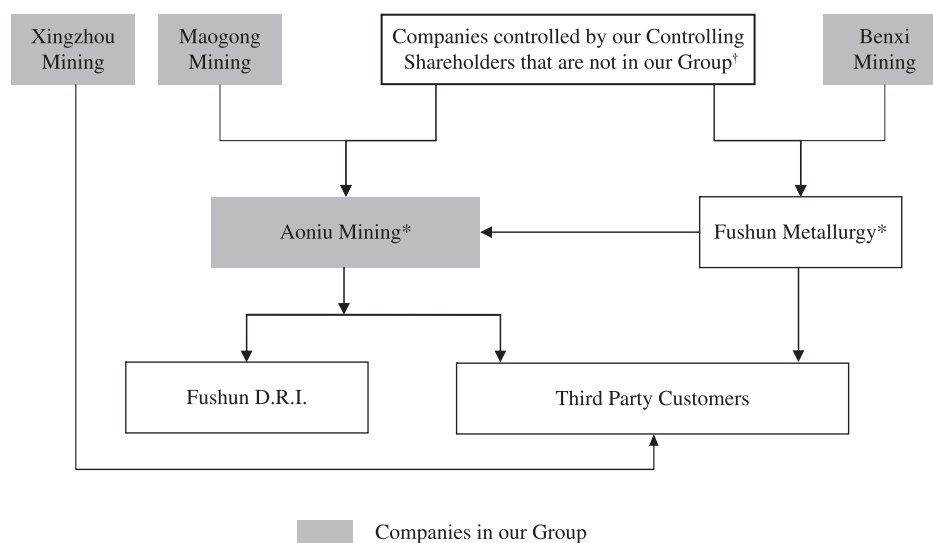 Xingzhou
Mining
Maogong
Mining
Companies controlled by our Controlling
Shareholders that are not in our Group†
Benxi
Mining
Aoniu Mining*
Fushun Metallurgy*
Fushun D.R.I.
Third Party Customers
Companies in our Group